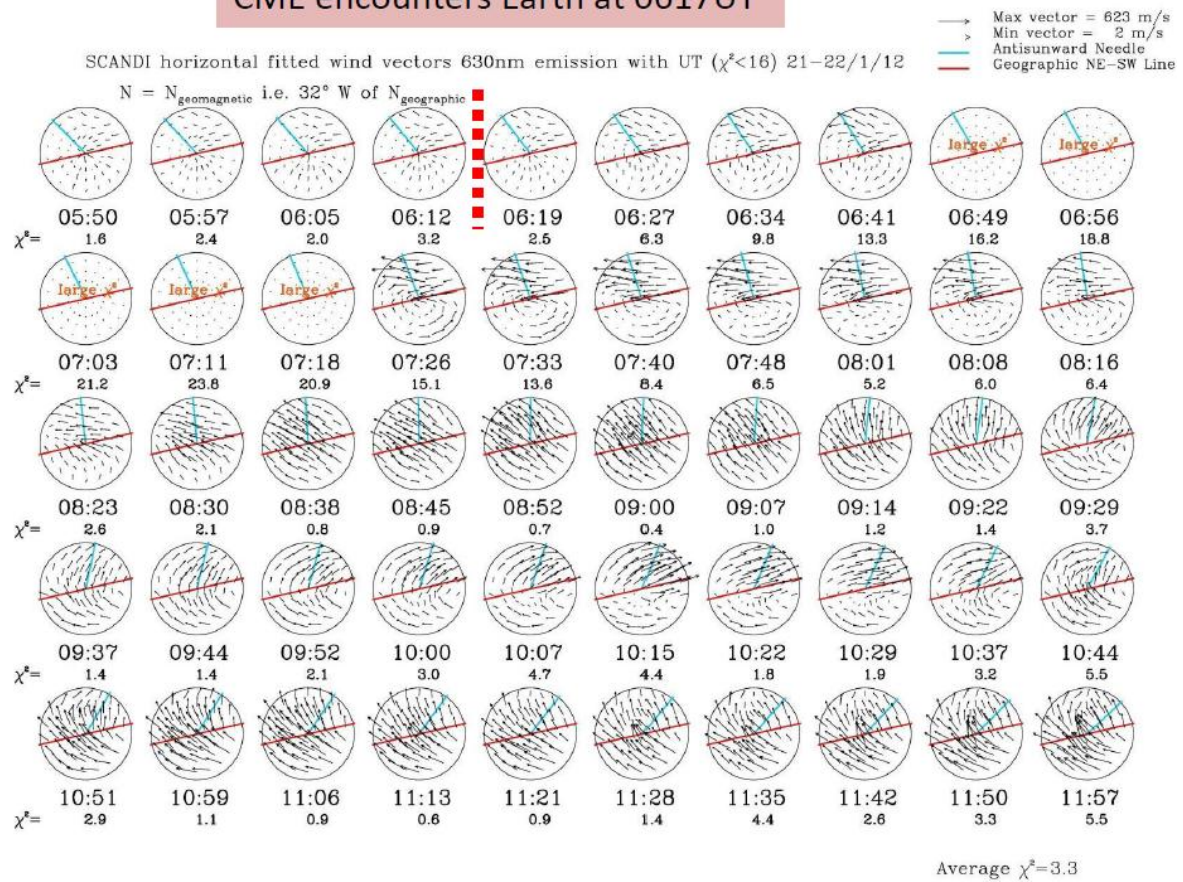 CME encounters Earth at 0617UT
Max vector = 623 m/s
Min vector = 2 m/s
Antisunward Needle
Geographic NE-SW Line
SCANDI horizontal fitted wind vectors 630nm emission with UT (χ²<16) 21-22/1/12
N = N geomagnetic i.e. 32° W of N geographic
large χ² large χ²
05:50 05:57 06:05 06:12 06:19 06:27 06:34 06:41 06:49 06:56
χ²= 1.6 2.4 2.0 3.2 2.5 6.3 9.8 13.3 16.2 18.8
large χ² large χ² large χ²
07:03 07:11 07:18 07:26 07:33 07:40 07:48 08:01 08:08 08:16
χ²= 21.2 23.8 20.9 15.1 13.6 8.4 6.5 5.2 6.0 6.4
08:23 08:30 08:38 08:45 08:52 09:00 09:07 09:14 09:22 09:29
χ²= 2.6 2.1 0.8 0.9 0.7 0.4 1.0 1.2 1.4 3.7
09:37 09:44 09:52 10:00 10:07 10:15 10:22 10:29 10:37 10:44
χ²= 1.4 1.4 2.1 3.0 4.7 4.4 1.8 1.9 3.2 5.5
10:51 10:59 11:06 11:13 11:21 11:28 11:35 11:42 11:50 11:57
χ²= 2.9 1.1 0.9 0.6 0.9 1.4 4.4 2.6 3.3 5.5
Average χ²=3.3